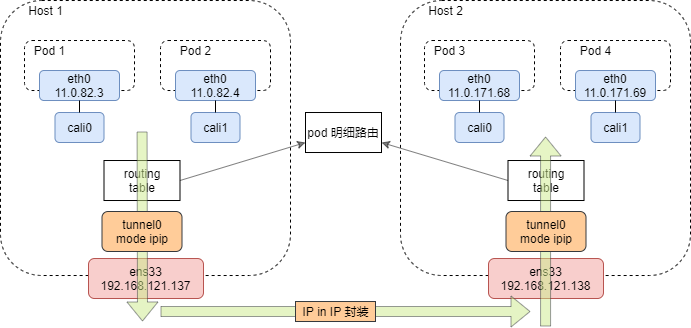 Host 1
Pod 1
eth0
11.0.82.3
cali0
Pod 2
eth0
11.0.82.4
cali1
routing
table
tunnel0
mode ipip
ens33
192.168.121.137
pod 明细路由
IP in IP 封装
Host 2
Pod 3
eth0
11.0.171.68
cali0
Pod 4
eth0
11.0.171.69
cali1
routing
table
tunnel0
mode ipip
ens33
192.168.121.138